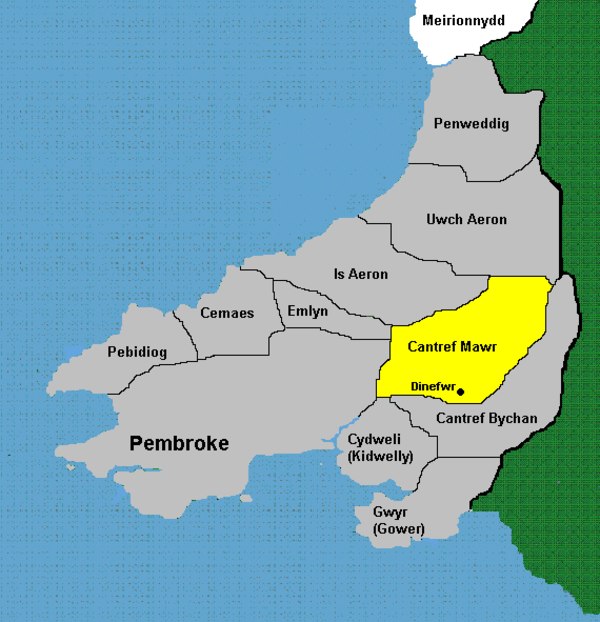 Meirionnydd
Penweddig
Uwch Aeron
Is Aeron
Cemaes
Emlyn
Pebidiog
Cantref Mawr
Dinefwr
Cantref Bychan
Pembroke
Cydweli
(Kidwelly)
Gwyr
(Gower)